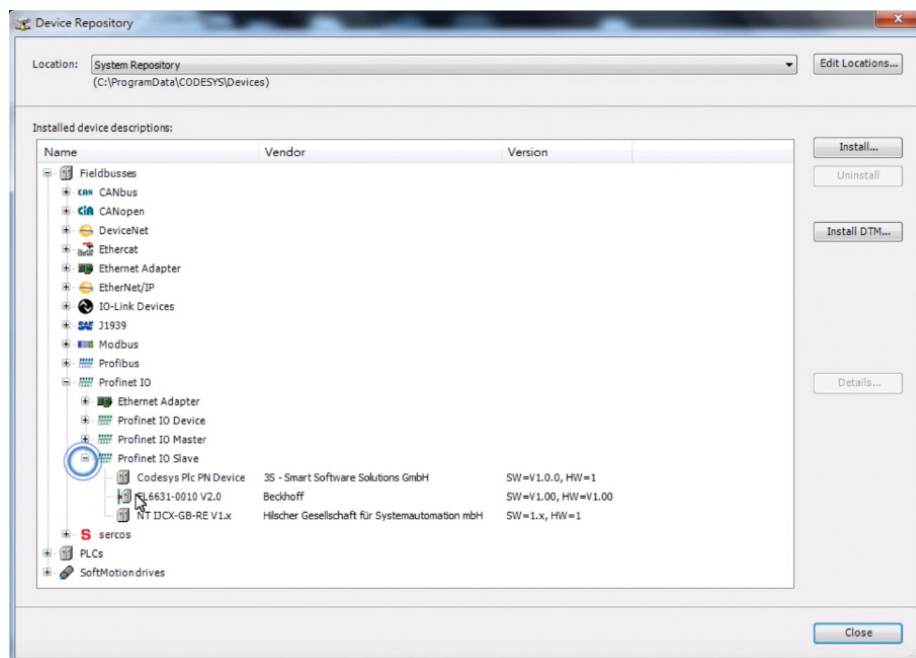 Device Repository
Location: System Repository Edit Locations...
(C:\ProgramData\CODESYS\Devices)
Installed device descriptions:
Name Vendor Version Install...
Fieldbusses Uninstall
CAN CANbus
CiA CANopen
DeviceNet Install DTM...
Ethercat
Ethernet Adapter
EtherNet/IP
IO-Link Devices
SAE J1939
Modbus
Profibus
Profinet IO Details...
Ethernet Adapter
Profinet IO Device
Profinet IO Master
Profinet IO Slave
Codesys Plc PN Device 3S - Smart Software Solutions GmbH SW=V1.0.0, HW=1
EL6631-0010 V2.0 Beckhoff SW=V1.00, HW=V1.00
V1.x Hilscher Gesellschaft für Systemautomation mbH SW=1.x, HW=1
S sercos
PLCs
SoftMotion drives
Close